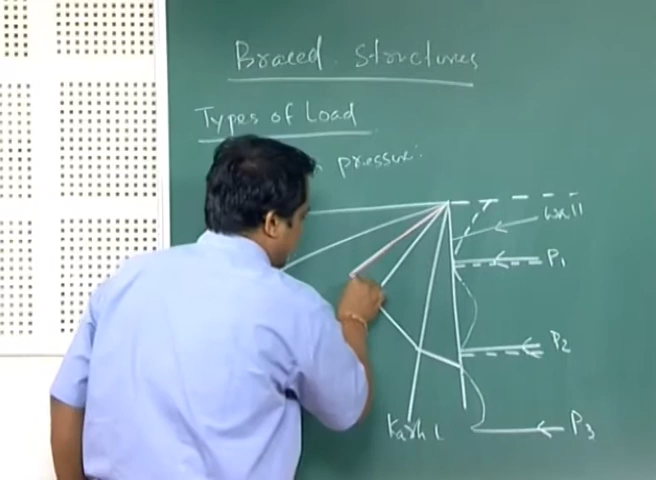 Braced Structures
Types of Load
pressure:
wall
P1
P2
P3